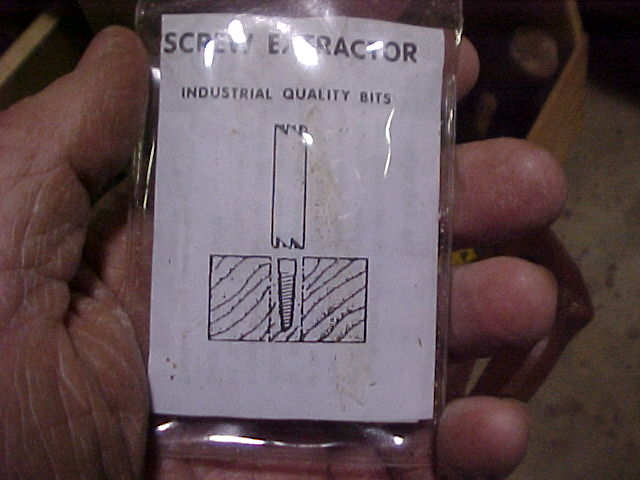 SCREW EXTRACTOR
INDUSTRIAL QUALITY BITS